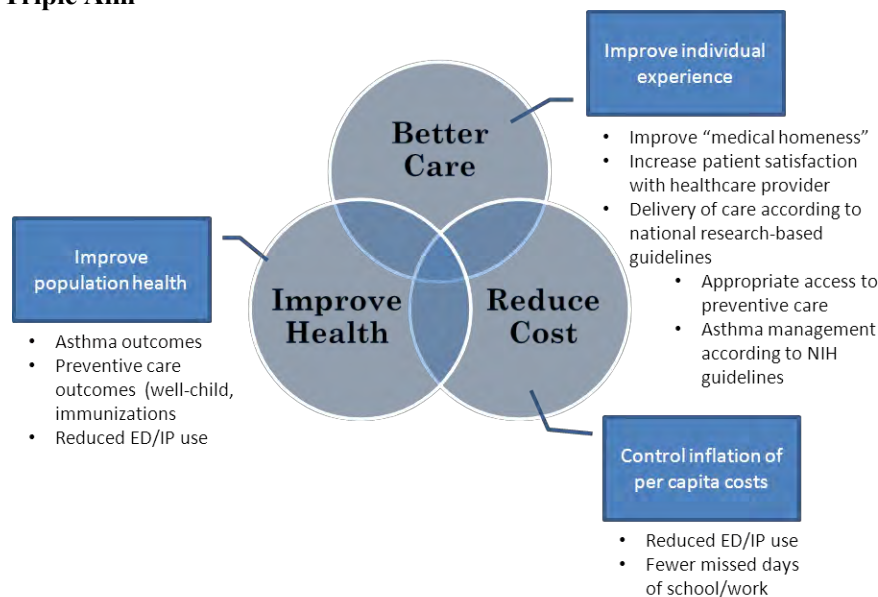 Triple Aim
Improve individual
experience
Better
Care
• Improve “medical homeness”
• Increase patient satisfaction
with healthcare provider
• Delivery of care according to
national research-based
guidelines
• Appropriate access to
preventive care
• Asthma management
according to NIH
guidelines
Improve
population health
• Asthma outcomes
• Preventive care
outcomes (well-child,
immunizations
• Reduced ED/IP use
Improve
Health
Reduce
Cost
Control inflation of
per capita costs
• Reduced ED/IP use
• Fewer missed days
of school/work